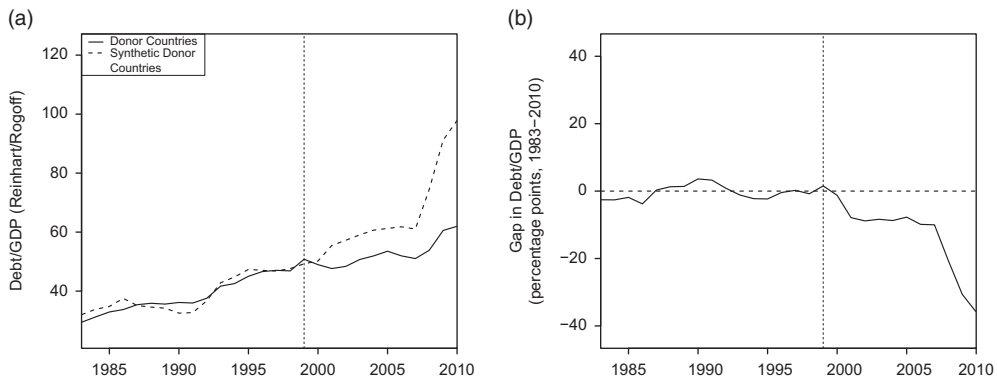 (a)
Donor Countries
Synthetic Donor
Countries
Debt/GDP (Reinhart/Rogoff)
120
100
80
60
40
1985 1990 1995 2000 2005 2010
(b)
Gap in Debt/GDP
(percentage points, 1983−2010)
40
20
0
−20
−40
1985 1990 1995 2000 2005 2010